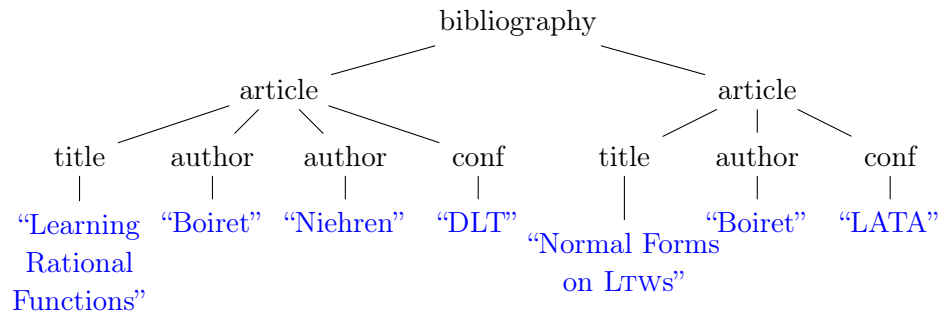 bibliography
article article
title author author conf title author conf
“Learning Rational Functions” “Boiret” “Niehren” “DLT” “Normal Forms on LTWs” “Boiret” “LATA”